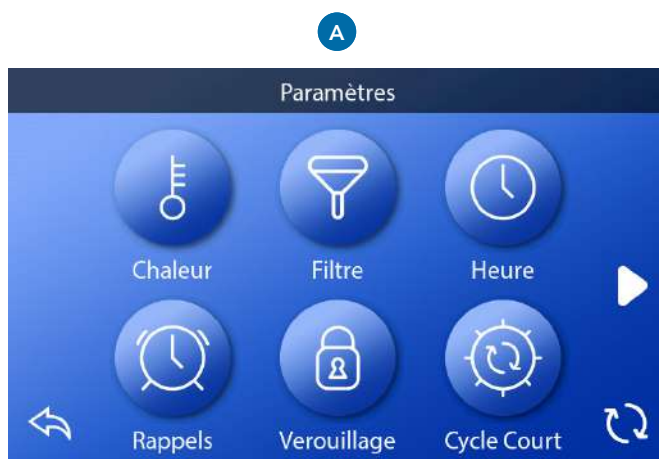 A
Paramètres
Chaleur Filtre Heure
Rappels Verouillage Cycle Court